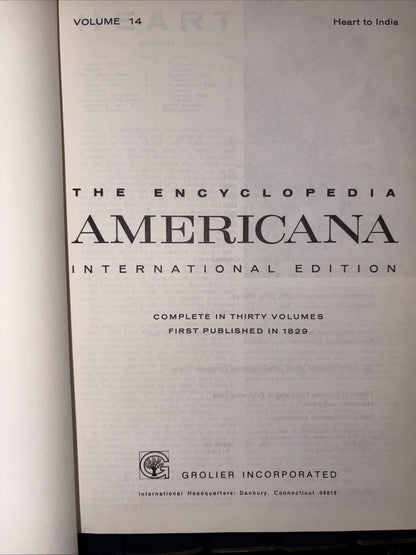 VOLUME 14
Heart to India
THE ENCYCLOPEDIA
AMERICANA
INTERNATIONAL EDITION
COMPLETE IN THIRTY VOLUMES
FIRST PUBLISHED IN 1829
G
GROLIER INCORPORATED
International Headquarters: Danbury, Connecticut 06816